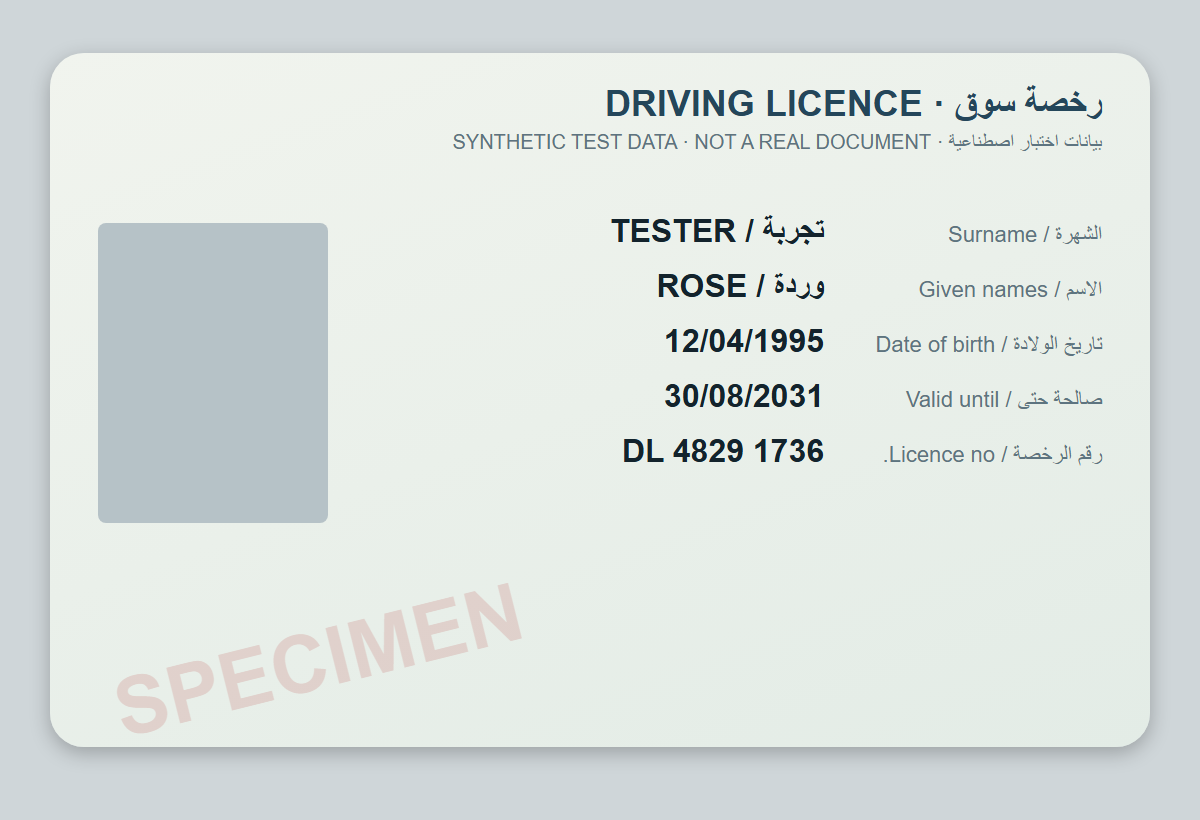 رخصة سوق · DRIVING LICENCE
بيانات اختبار اصطناعية · SYNTHETIC TEST DATA · NOT A REAL DOCUMENT
الشهرة / Surname تجربة / TESTER
الاسم / Given names وردة / ROSE
تاريخ الولادة / Date of birth 12/04/1995
صالحة حتى / Valid until 30/08/2031
رقم الرخصة / Licence no. DL 4829 1736
SPECIMEN